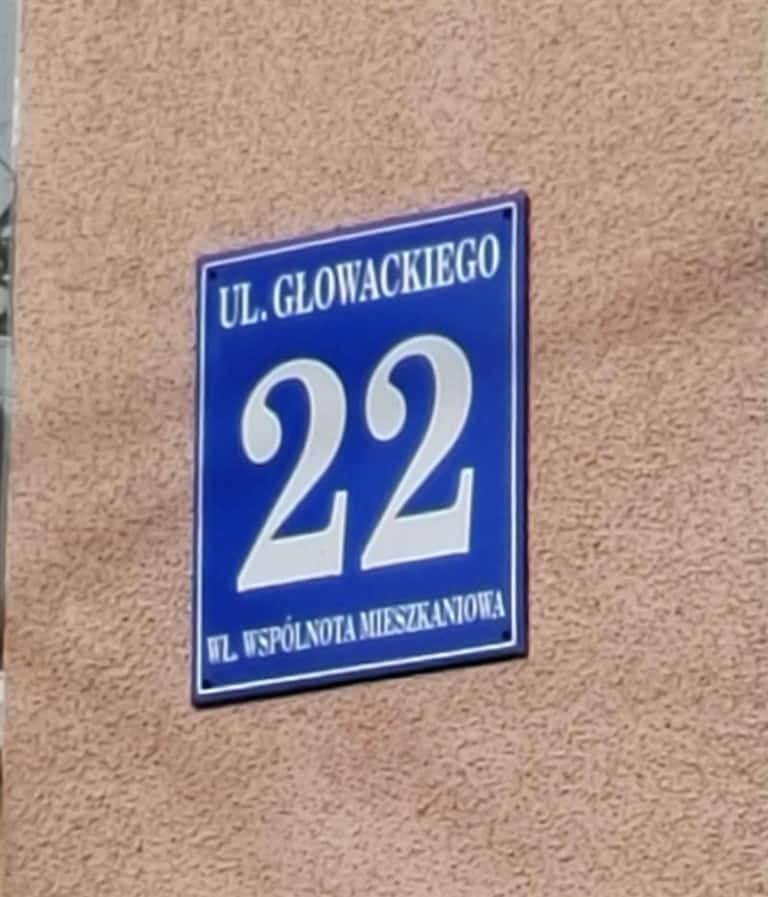 UL. GŁOWACKIEGO
22
WŁ. WSPÓLNOTA MIESZKANIOWA